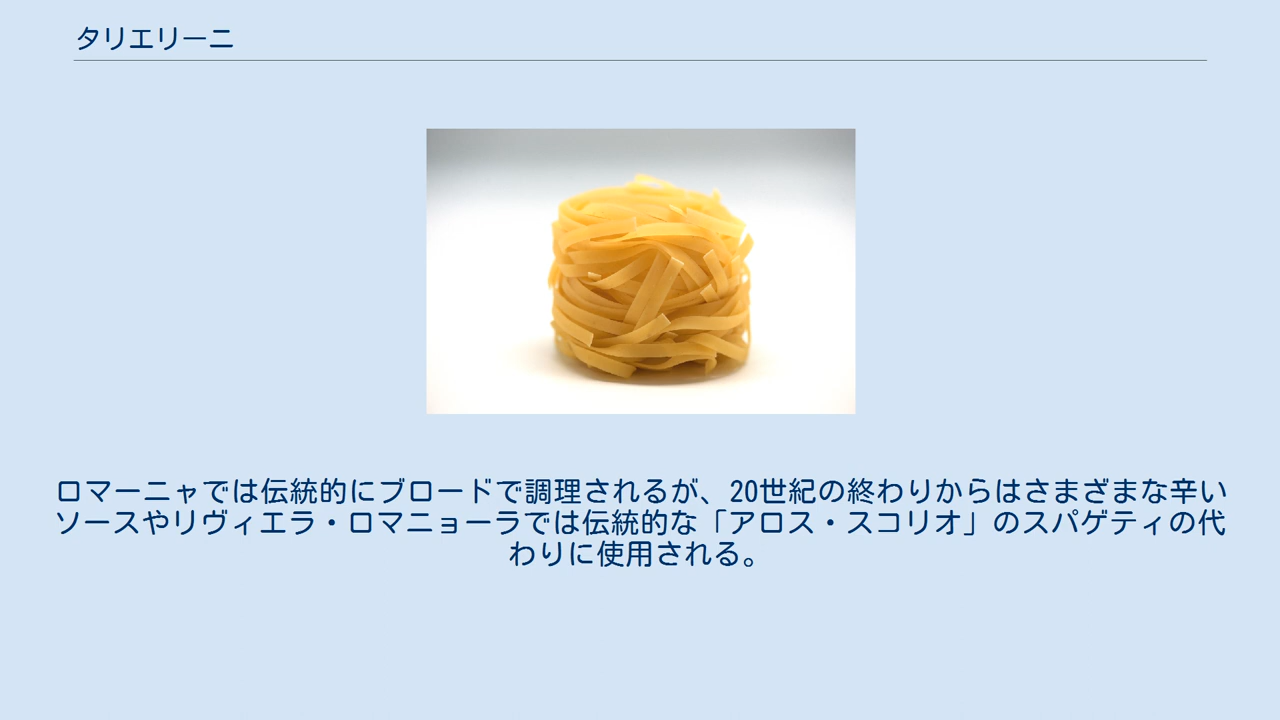 タリエリーニ
ロマーニャでは伝統的にブロードで調理されるが、20世紀の終わりからはさまざまな辛い
ソースやリヴィエラ・ロマニョーラでは伝統的な「アロス・スコリオ」のスパゲティの代
わりに使用される。